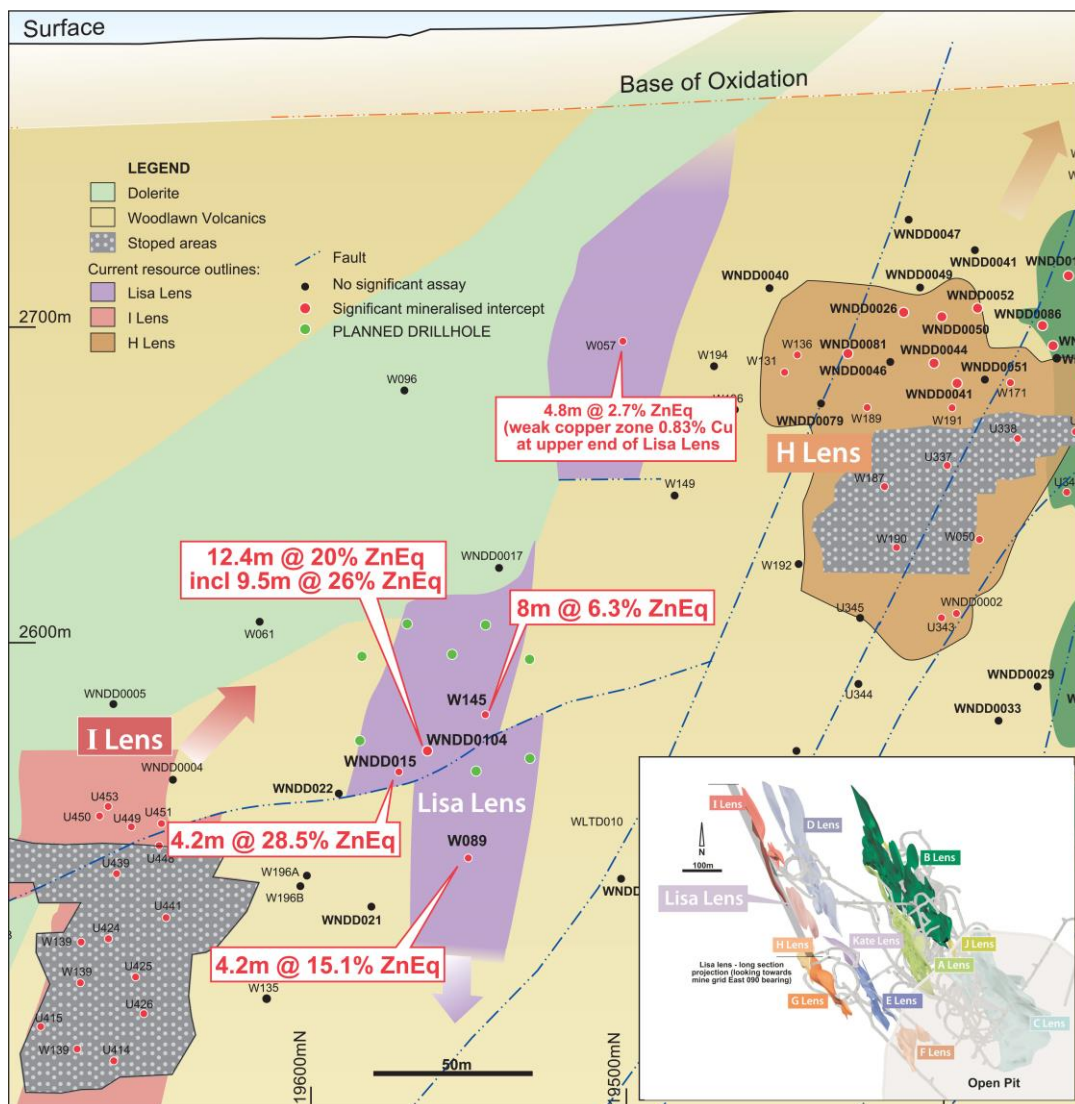 Surface
Base of Oxidation
LEGEND
Dolerite
Woodlawn Volcanics
Stoped areas
Current resource outlines:
Lisa Lens
I Lens
H Lens
Fault
No significant assay
Significant mineralised intercept
PLANNED DRILLHOLE
WNDD0047
WNDD0041
WNDD0040
WNDD0049
WNDD0052
WNDD0026
WNDD0050
WNDD0086
2700m
W057
W136
W131
WNDD0081
WNDD0044
WNDD0046
WNDD0051
W194
W171
WNDD0041
W096
WNDD0079
W189
W191
4.8m @ 2.7% ZnEq
(weak copper zone 0.83% Cu
at upper end of Lisa Lens
H Lens
U338
U337
W187
W149
W190
W050
12.4m @ 20% ZnEq
incl 9.5m @ 26% ZnEq
WNDD0017
W192
8m @ 6.3% ZnEq
WNDD0002
U345
U343
2600m
W061
WNDD0029
U344
WNDD0033
WNDD0005
W145
I Lens
WNDD0104
WNDD0004
WNDD015
WNDD022
Lisa Lens
U453
U450
U449
U451
U448
4.2m @ 28.5% ZnEq
WLTD010
W089
U439
W196A
W196B
WNDD021
U441
U424
W139
4.2m @ 15.1% ZnEq
W139
U425
W135
U426
U415
W139
U414
50m
19600mN
19500mN
I Lens
D Lens
B Lens
N
100m
Lisa Lens
H Lens
Kate Lens
J Lens
A Lens
Lisa lens - long section
projection (looking towards
mine grid East 090 bearing)
G Lens
E Lens
C Lens
F Lens
Open Pit